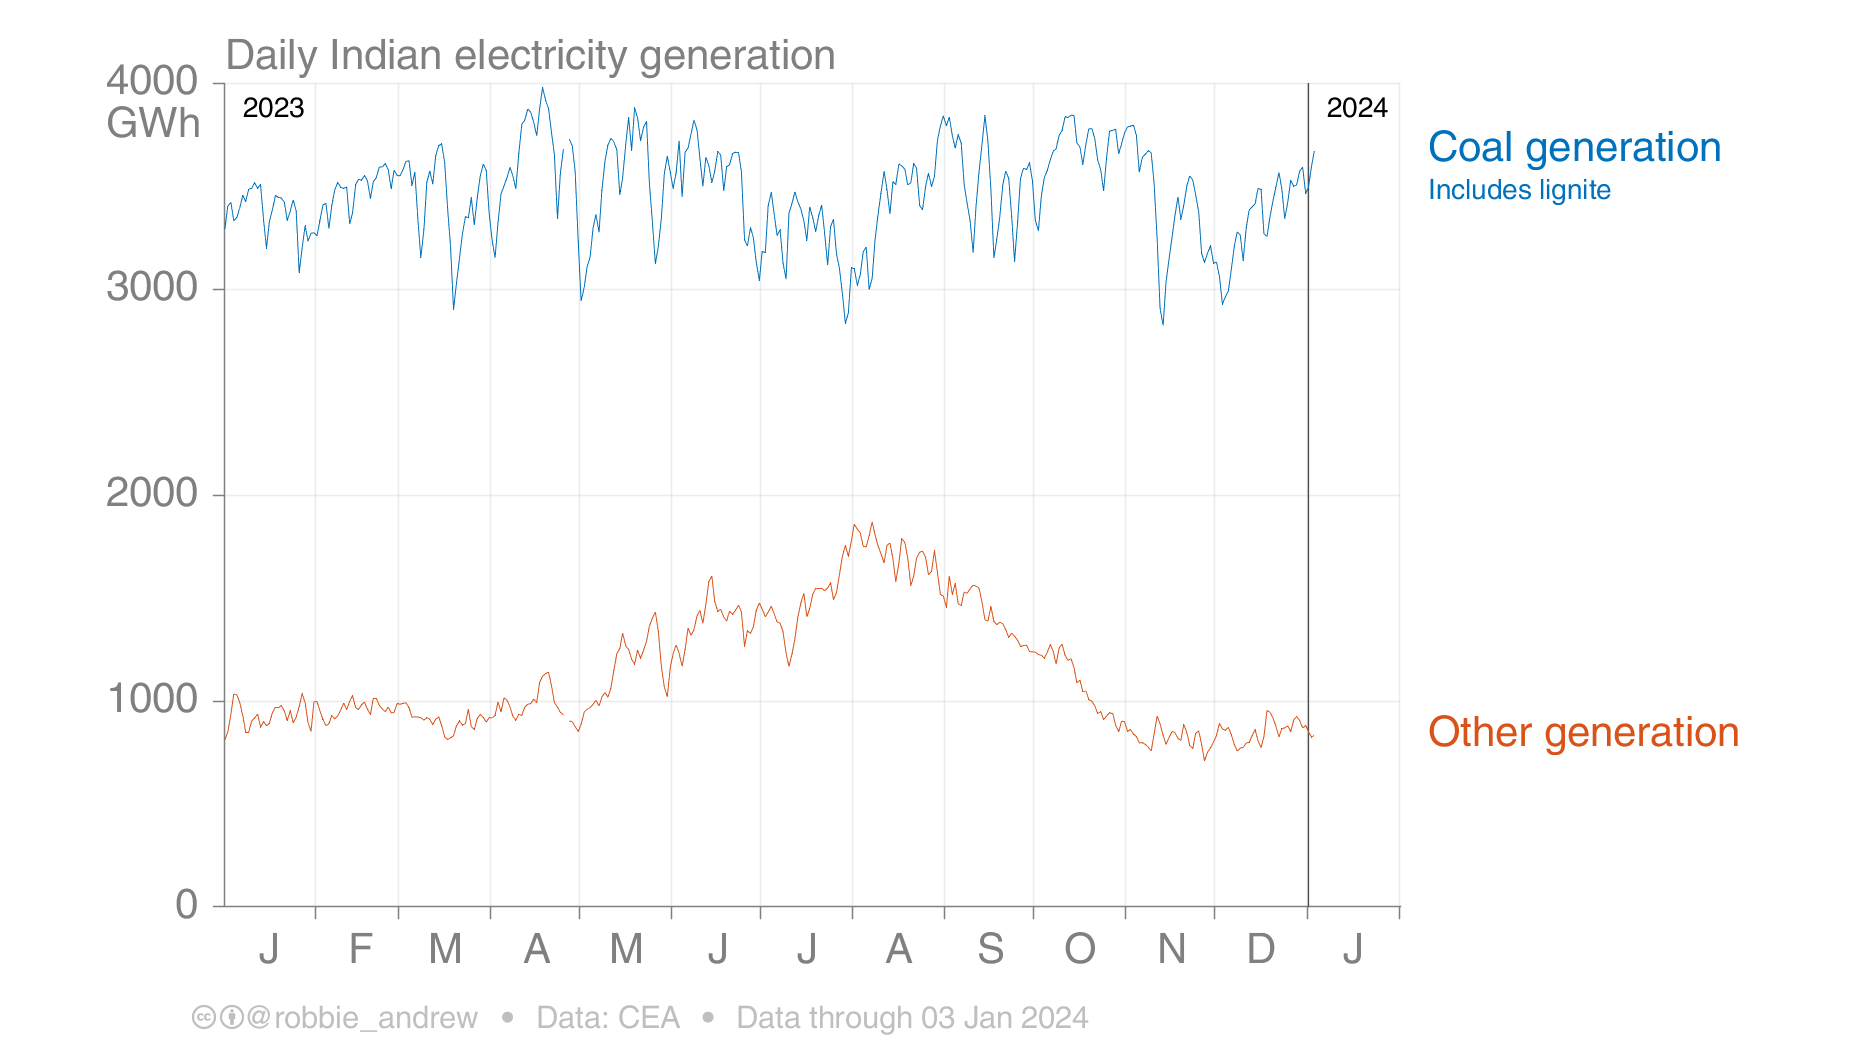 Daily Indian electricity generation
4000
GWh
2023
2024
Coal generation
Includes lignite
3000
2000
1000
Other generation
0
J F M A M J J A S O N D J
@robbie_andrew • Data: CEA • Data through 03 Jan 2024